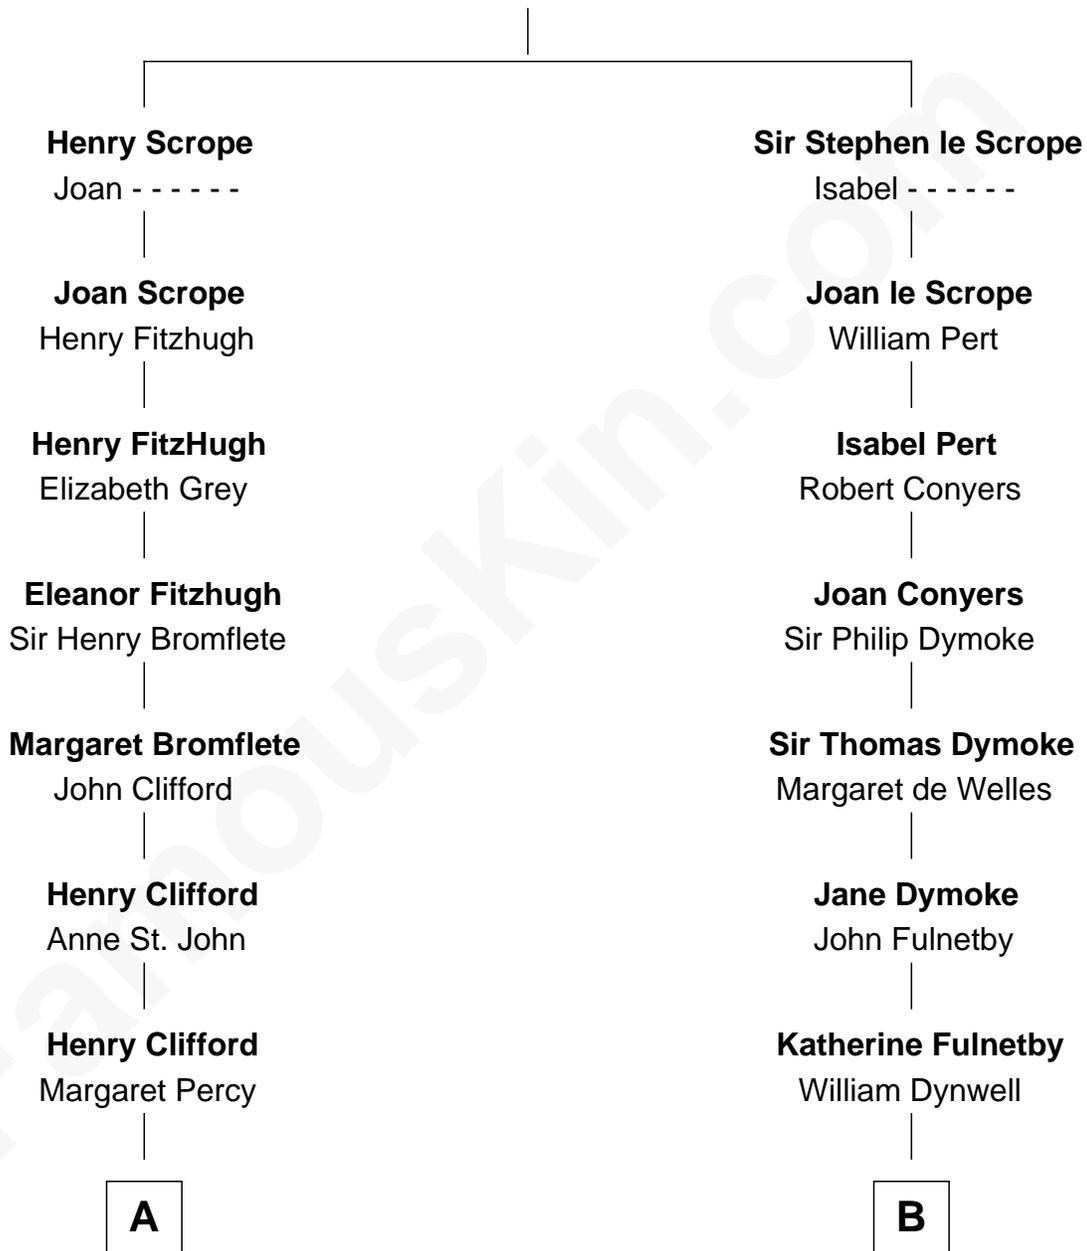 Henry Scrope
Joan - - - - - -
Joan Scrope
Henry Fitzhugh
Henry FitzHugh
Elizabeth Grey
Eleanor Fitzhugh
Sir Henry Bromflete
Margaret Bromflete
John Clifford
Henry Clifford
Anne St. John
Henry Clifford
Margaret Percy
A
Sir Stephen le Scrope
Isabel - - - - - -
Joan le Scrope
William Pert
Isabel Pert
Robert Conyers
Joan Conyers
Sir Philip Dymoke
Sir Thomas Dymoke
Margaret de Welles
Jane Dymoke
John Fulnetby
Katherine Fulnetby
William Dynwell
B
FamousKin.com